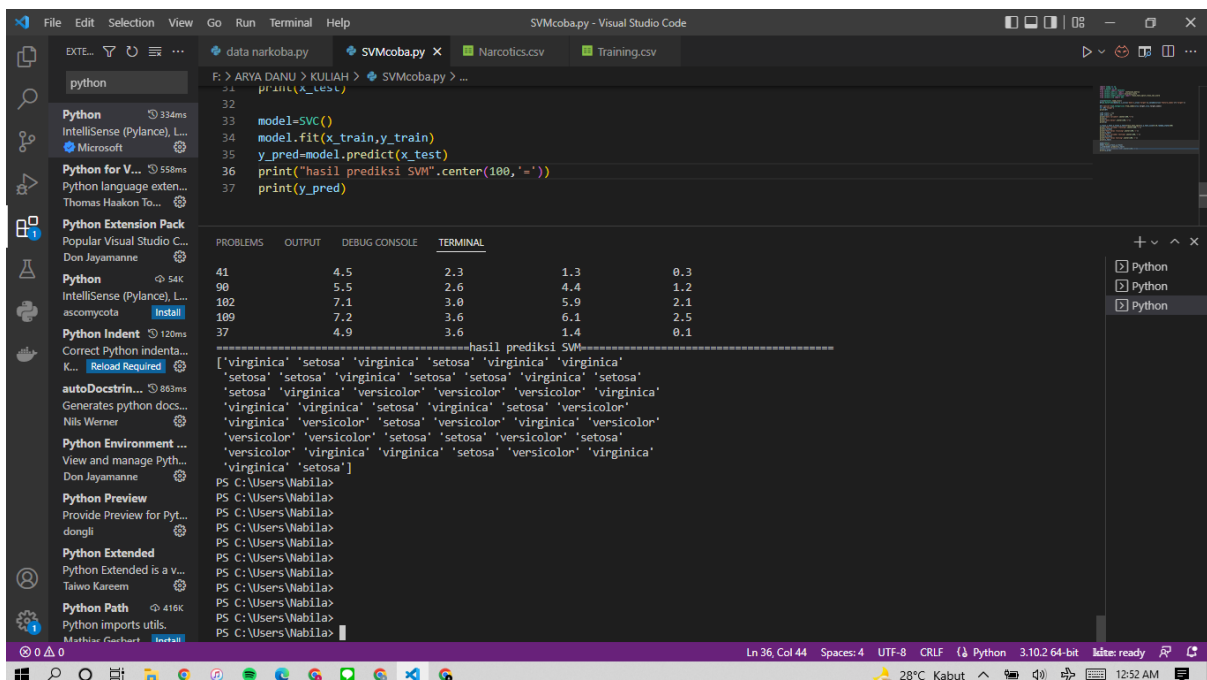 File Edit Selection View Go Run Terminal Help SVMcoba.py - Visual Studio Code
EXTE...
python
Python 334ms
IntelliSense (Pylance), L...
Microsoft
Python for V... 558ms
Python language exten...
Thomas Haakon To...
Python Extension Pack
Popular Visual Studio C...
Don Jayamanne
Python 54K
IntelliSense (Pylance), L...
ascomycota Install
Python Indent 120ms
Correct Python indenta...
K... Reload Required
autoDocstrin... 863ms
Generates python docs...
Nils Werner
Python Environment ...
View and manage Pyth...
Don Jayamanne
Python Preview
Provide Preview for Pyt...
dongli
Python Extended
Python Extended is a v...
Taiwo Kareem
Python Path 416K
Python imports utils.
Mathias Gesbert Install
data narkoba.py SVMcoba.py Narcotics.csv Training.csv
F: > ARYA DANU > KULIAH > SVMcoba.py > ...
31 print(x_test)
32
33 model=SVC()
34 model.fit(x_train,y_train)
35 y_pred=model.predict(x_test)
36 print("hasil prediksi SVM".center(100,'='))
37 print(y_pred)
PROBLEMS OUTPUT DEBUG CONSOLE TERMINAL
41 4.5 2.3 1.3 0.3
90 5.5 2.6 4.4 1.2
102 7.1 3.0 5.9 2.1
109 7.2 3.6 6.1 2.5
37 4.9 3.6 1.4 0.1
=========================================hasil prediksi SVM=========================================
['virginica' 'setosa' 'virginica' 'setosa' 'virginica' 'virginica'
'setosa' 'setosa' 'virginica' 'setosa' 'setosa' 'virginica' 'setosa'
'setosa' 'virginica' 'versicolor' 'versicolor' 'versicolor' 'virginica'
'virginica' 'virginica' 'setosa' 'virginica' 'setosa' 'versicolor'
'virginica' 'versicolor' 'setosa' 'versicolor' 'virginica' 'versicolor'
'versicolor' 'versicolor' 'setosa' 'setosa' 'versicolor' 'setosa'
'versicolor' 'virginica' 'virginica' 'setosa' 'versicolor' 'virginica'
'virginica' 'setosa']
PS C:\Users\Nabila>
PS C:\Users\Nabila>
PS C:\Users\Nabila>
PS C:\Users\Nabila>
PS C:\Users\Nabila>
PS C:\Users\Nabila>
PS C:\Users\Nabila>
PS C:\Users\Nabila>
PS C:\Users\Nabila>
PS C:\Users\Nabila>
PS C:\Users\Nabila>
Python
Python
Python
1
1
0 0 Ln 36, Col 44 Spaces: 4 UTF-8 CRLF Python 3.10.2 64-bit kite: ready
28°C Kabut 12:52 AM